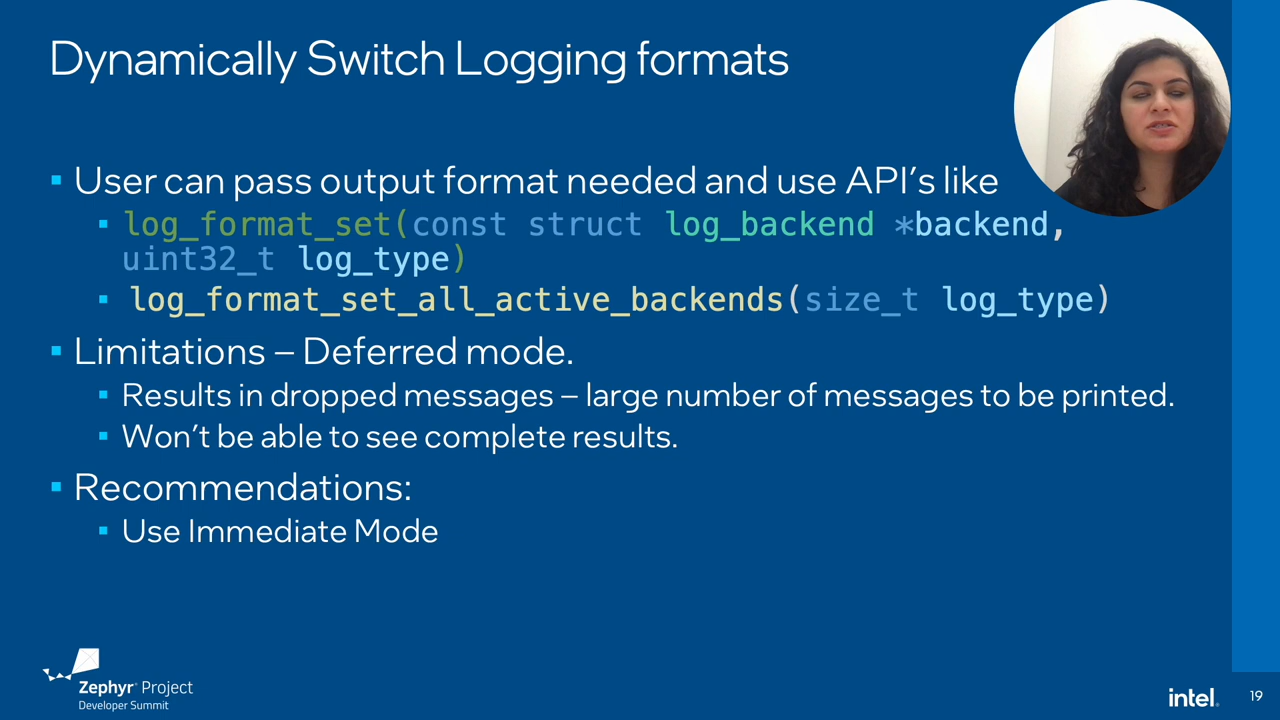 Dynamically Switch Logging formats
User can pass output format needed and use API's like
log_format_set(const struct log_backend *backend,
uint32_t log_type)
log_format_set_all_active_backends(size_t log_type)
Limitations – Deferred mode.
Results in dropped messages – large number of messages to be printed.
Won't be able to see complete results.
Recommendations:
Use Immediate Mode
Zephyr Project
Developer Summit
intel.
19